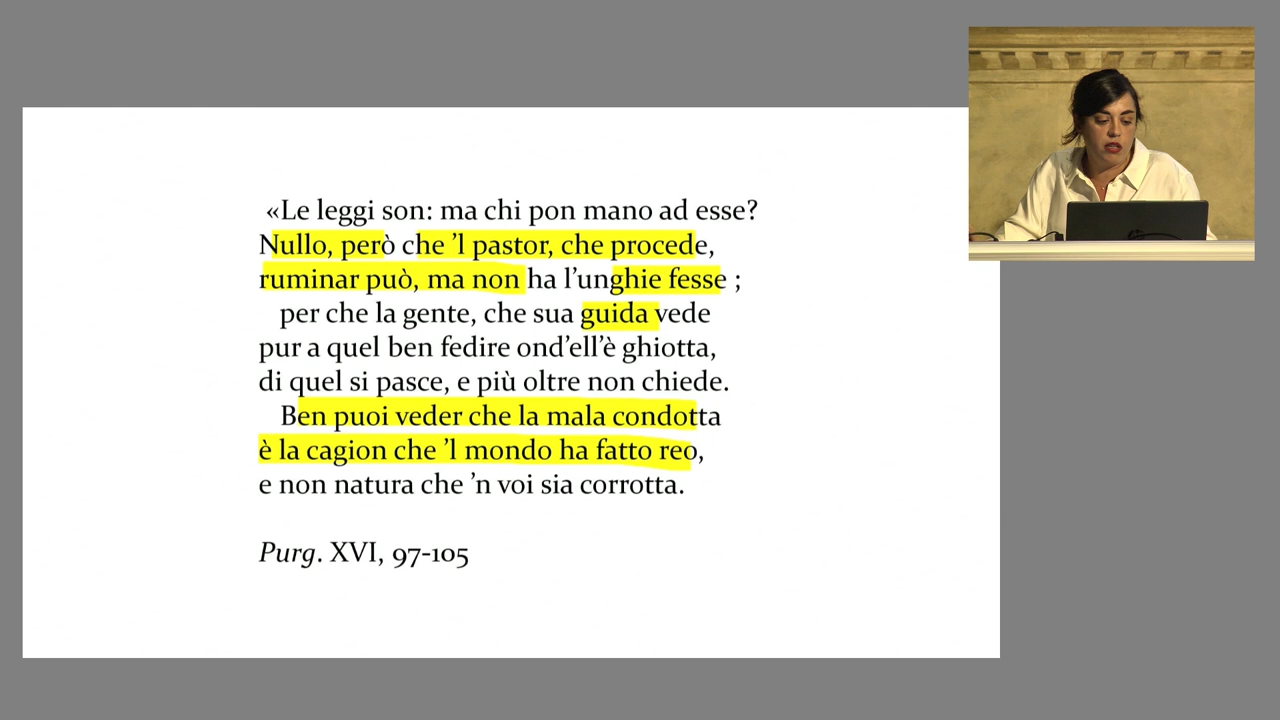 «Le leggi son: ma chi pon mano ad esse?
Nullo, però che ’l pastor, che procede,
ruminar può, ma non ha l’unghie fesse ;
per che la gente, che sua guida vede
pur a quel ben fedire ond’ell’è ghiotta,
di quel si pasce, e più oltre non chiede.
Ben puoi veder che la mala condotta
è la cagion che ’l mondo ha fatto reo,
e non natura che ’n voi sia corrotta.
Purg. XVI, 97-105